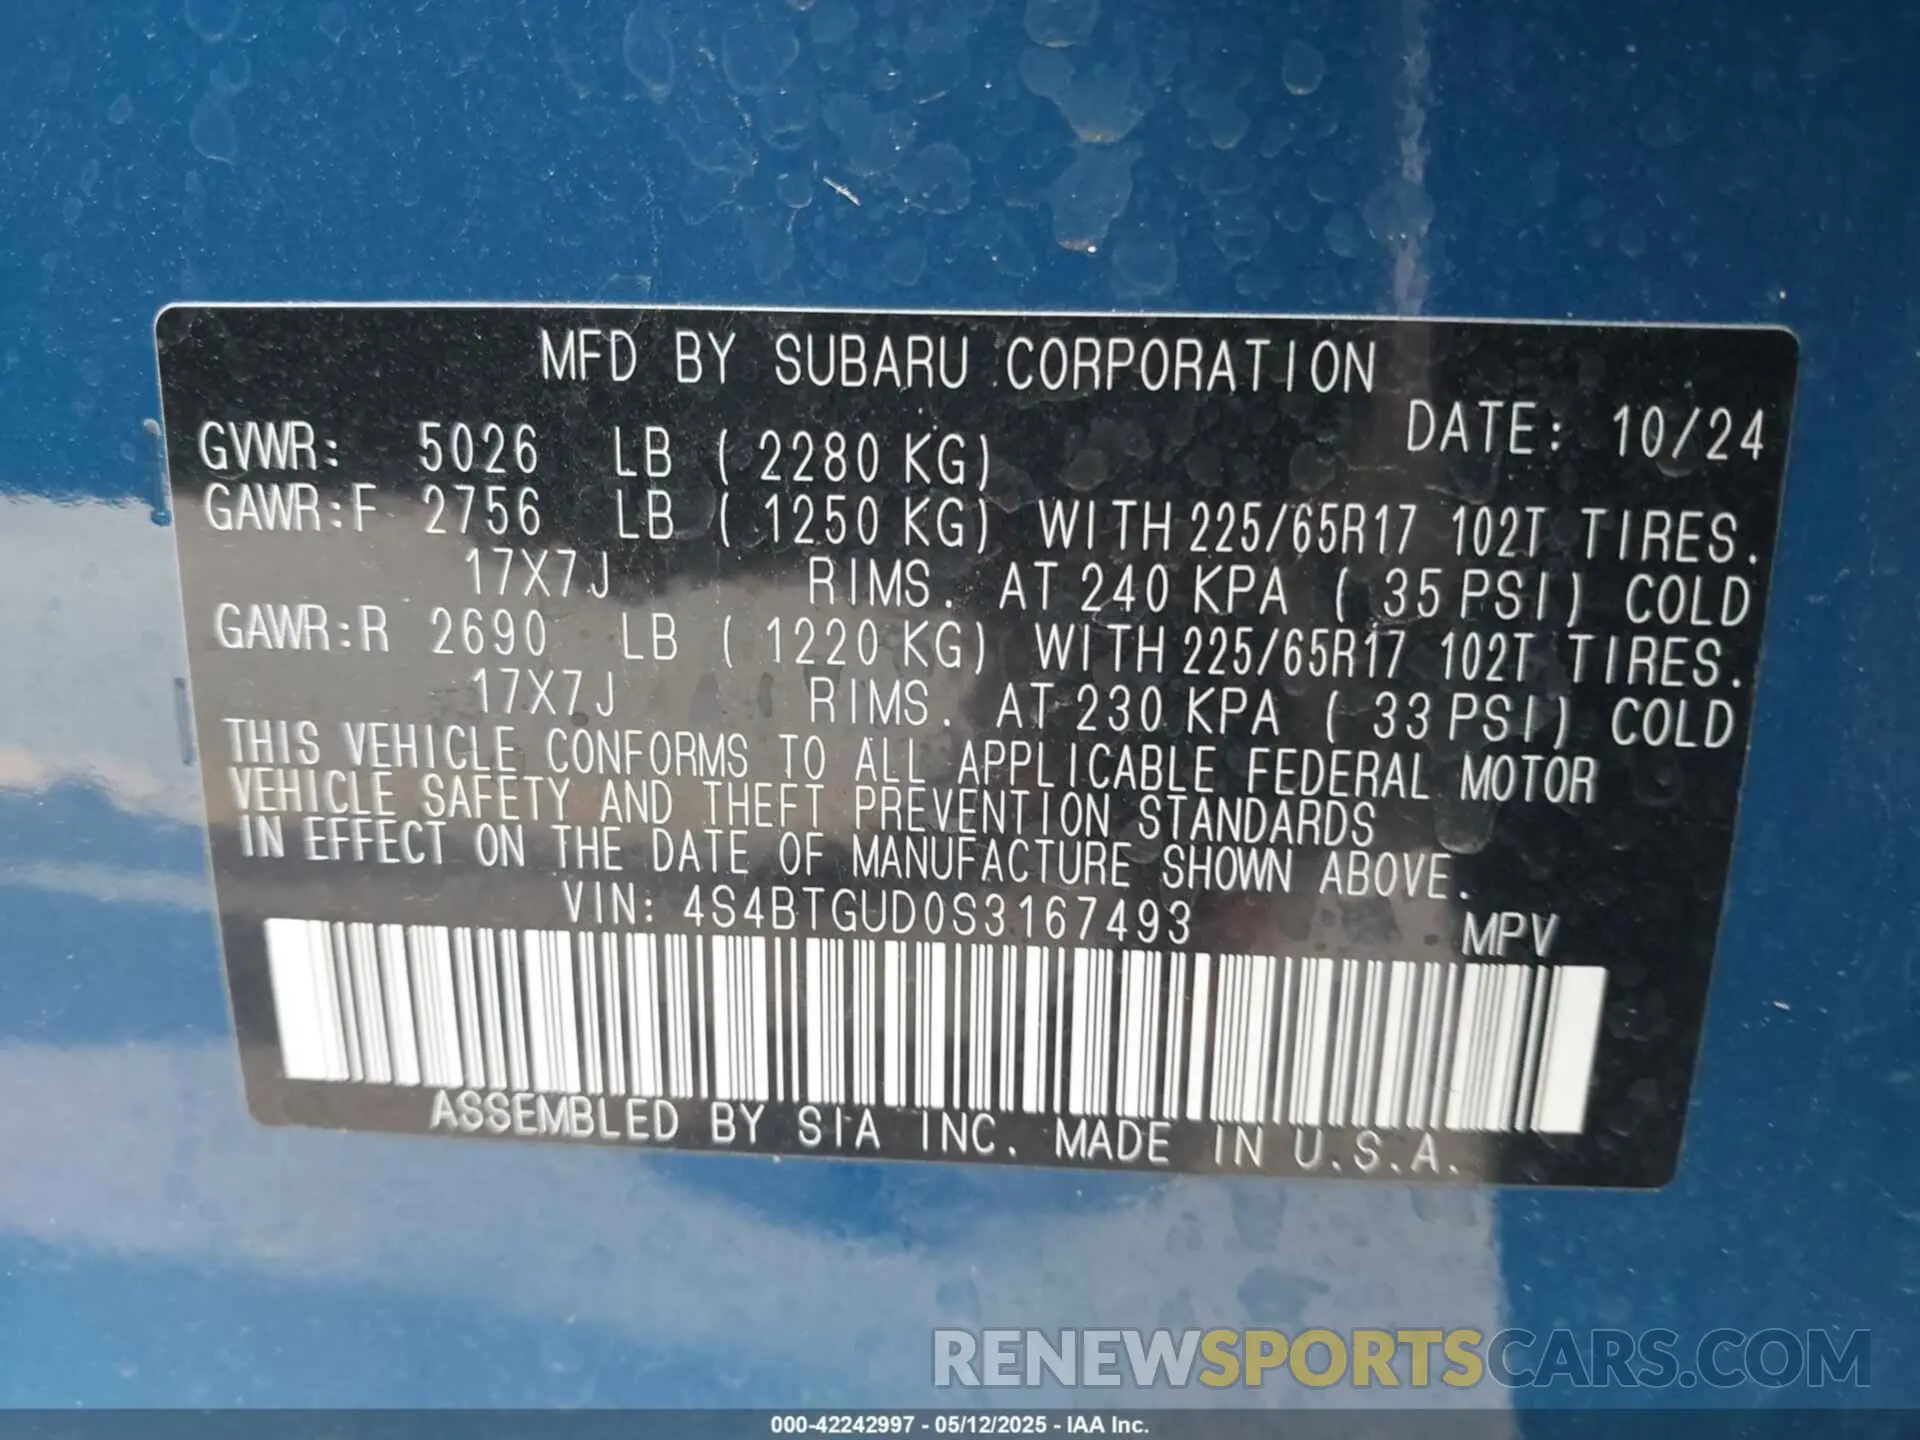 MFD BY SUBARU CORPORATION
DATE: 10/24
GVWR: 5026 LB ( 2280 KG)
GAWR:F 2756 LB ( 1250 KG) WITH 225/65R17 102T TIRES.
17X7J RIMS. AT 240 KPA ( 35 PSI) COLD
GAWR:R 2690 LB ( 1220 KG) WITH 225/65R17 102T TIRES.
17X7J RIMS. AT 230 KPA ( 33 PSI) COLD
THIS VEHICLE CONFORMS TO ALL APPLICABLE FEDERAL MOTOR
VEHICLE SAFETY AND THEFT PREVENTION STANDARDS
IN EFFECT ON THE DATE OF MANUFACTURE SHOWN ABOVE.
VIN: 4S4BTGUD0S3167493 MPV
ASSEMBLED BY SIA INC. MADE IN U.S.A.
RENEWSPORTSCARS.COM
000-42242997 - 05/12/2025 - IAA Inc.